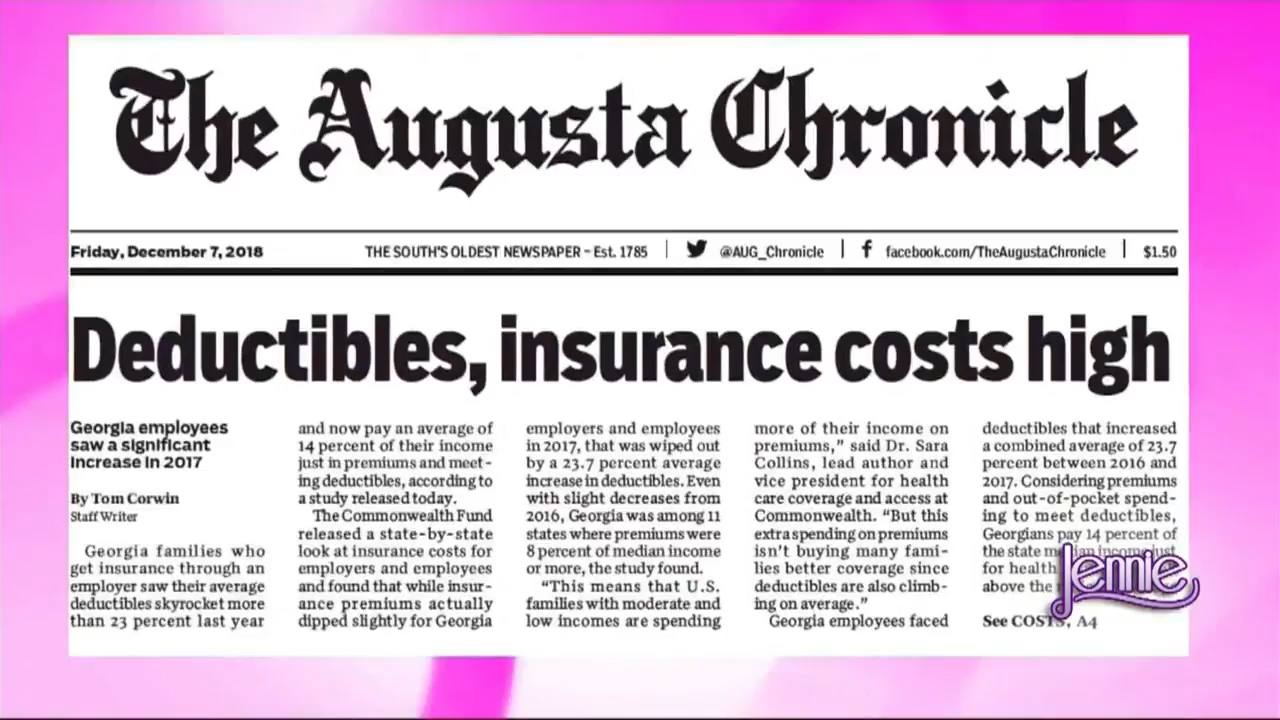 The Augusta Chronicle
Friday, December 7, 2018
THE SOUTH'S OLDEST NEWSPAPER - Est. 1785
@AUG_Chronicle
facebook.com/TheAugustaChronicle
$1.50
Deductibles, insurance costs high
Georgia employees
saw a significant
increase in 2017
By Tom Corwin
Staff Writer
Georgia families who
get insurance through an
employer saw their average
deductibles skyrocket more
than 23 percent last year
and now pay an average of
14 percent of their income
just in premiums and meet-
ing deductibles, according to
a study released today.
The Commonwealth Fund
released a state-by-state
look at insurance costs for
employers and employees
and found that while insur-
ance premiums actually
dipped slightly for Georgia
employers and employees
in 2017, that was wiped out
by a 23.7 percent average
increase in deductibles. Even
with slight decreases from
2016, Georgia was among 11
states where premiums were
8 percent of median income
or more, the study found.
"This means that U.S.
families with moderate and
low incomes are spending
more of their income on
premiums," said Dr. Sara
Collins, lead author and
vice president for health
care coverage and access at
Commonwealth. "But this
extra spending on premiums
isn't buying many fami-
lies better coverage since
deductibles are also climb-
ing on average."
Georgia employees faced
deductibles that increased
a combined average of 23.7
percent between 2016 and
2017. Considering premiums
and out-of-pocket spend-
ing to meet deductibles,
Georgians pay 14 percent of
the state median income just
for health
above the
See COSTS, A4
Jennie